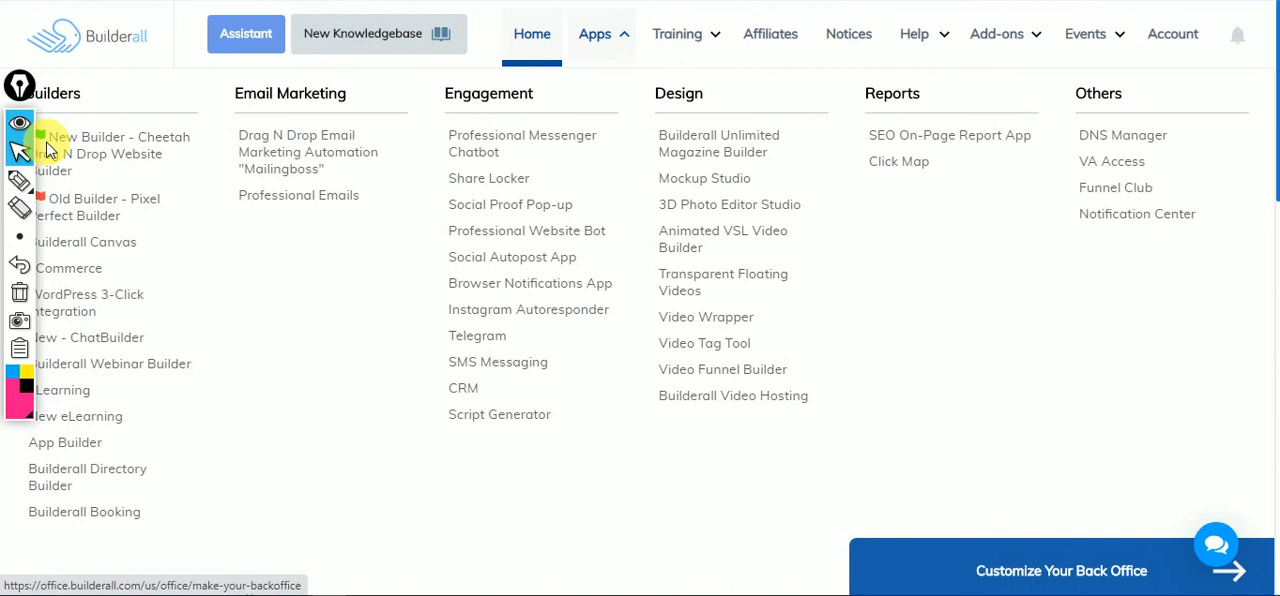 Builderall
Assistant
New Knowledgebase
Home
Apps
Training
Affiliates
Notices
Help
Add-ons
Events
Account
uilders
New Builder - Cheetah
Drag N Drop Website
uilder
Old Builder - Pixel
erfect Builder
uilderall Canvas
Commerce
WordPress 3-Click
ntegration
ew - ChatBuilder
uilderall Webinar Builder
Learning
ew eLearning
App Builder
Builderall Directory
Builder
Builderall Booking
Email Marketing
Drag N Drop Email
Marketing Automation
"Mailingboss"
Professional Emails
Engagement
Professional Messenger
Chatbot
Share Locker
Social Proof Pop-up
Professional Website Bot
Social Autopost App
Browser Notifications App
Instagram Autoresponder
Telegram
SMS Messaging
CRM
Script Generator
Design
Builderall Unlimited
Magazine Builder
Mockup Studio
3D Photo Editor Studio
Animated VSL Video
Builder
Transparent Floating
Videos
Video Wrapper
Video Tag Tool
Video Funnel Builder
Builderall Video Hosting
Reports
SEO On-Page Report App
Click Map
Others
DNS Manager
VA Access
Funnel Club
Notification Center
Customize Your Back Office
https://office.builderall.com/us/office/make-your-backoffice